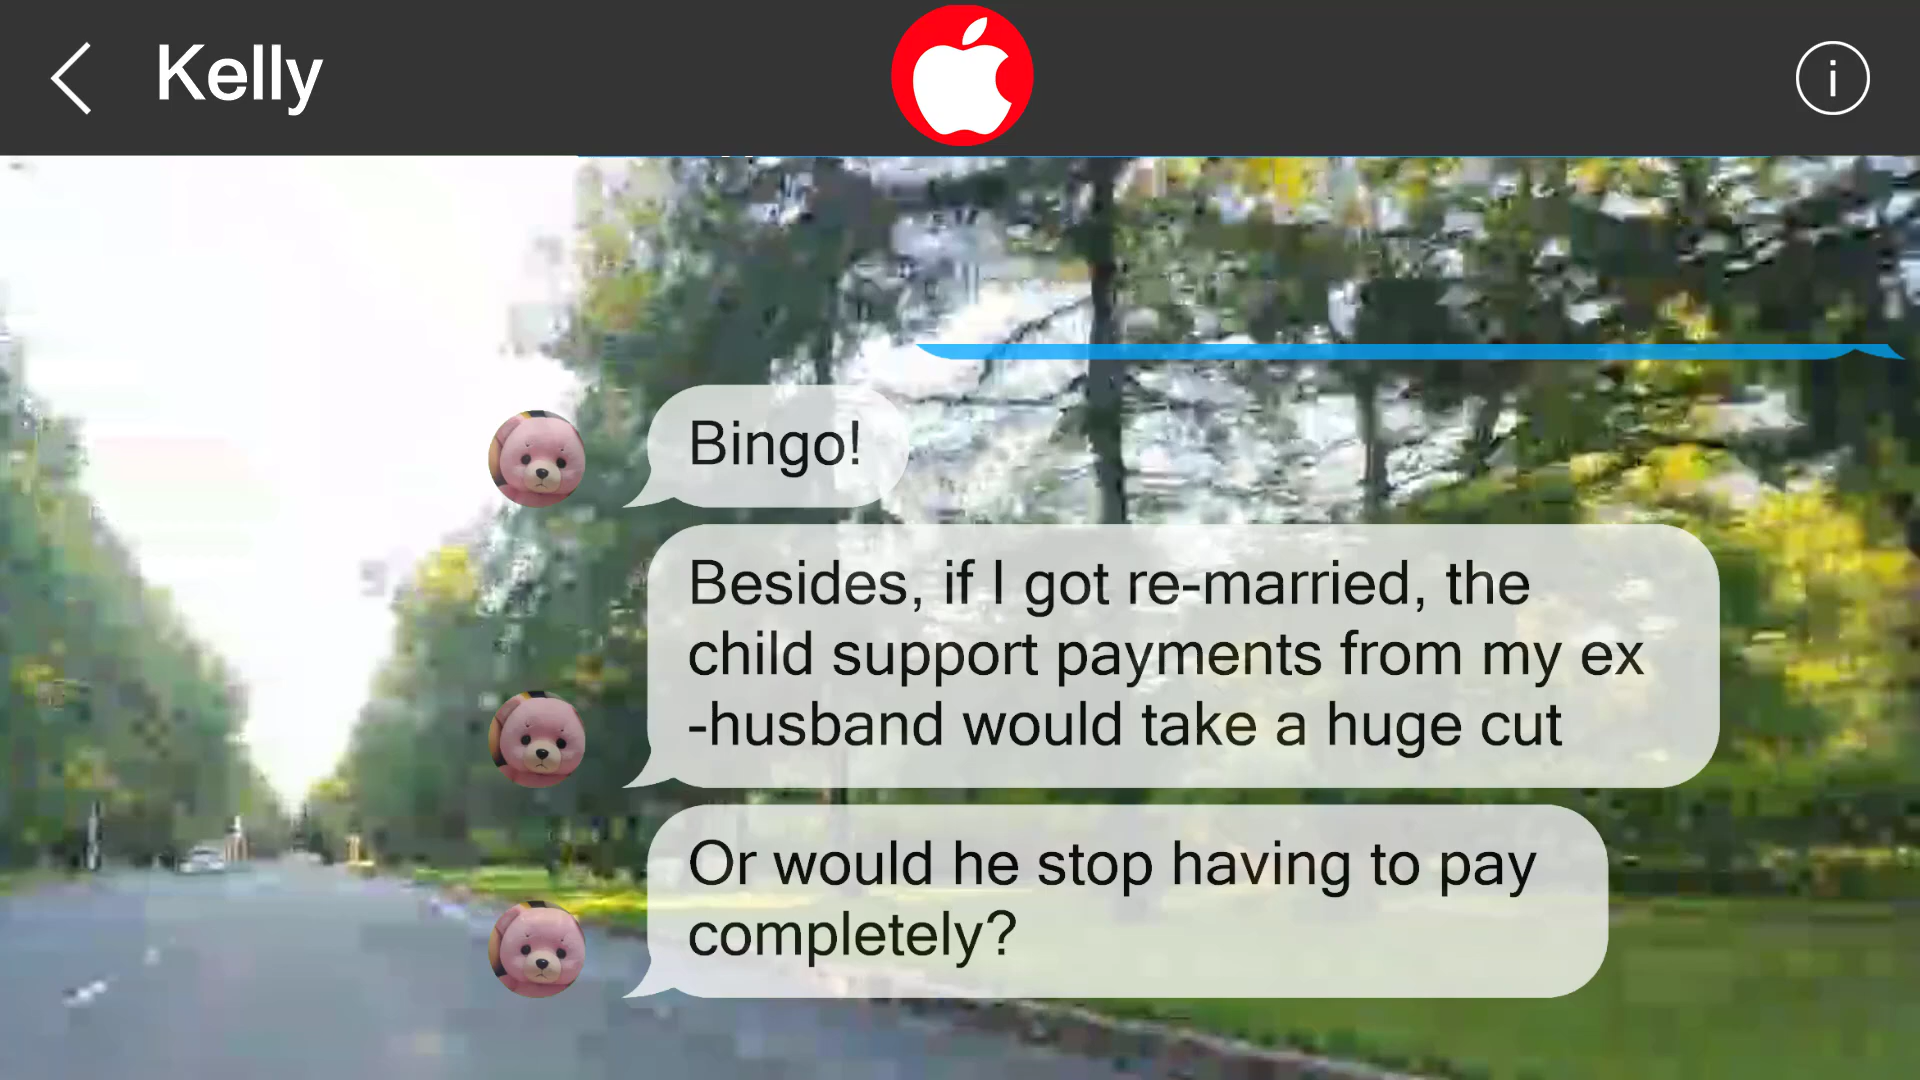 Kelly
i
Bingo!
Besides, if I got re-married, the
child support payments from my ex
-husband would take a huge cut
Or would he stop having to pay
completely?